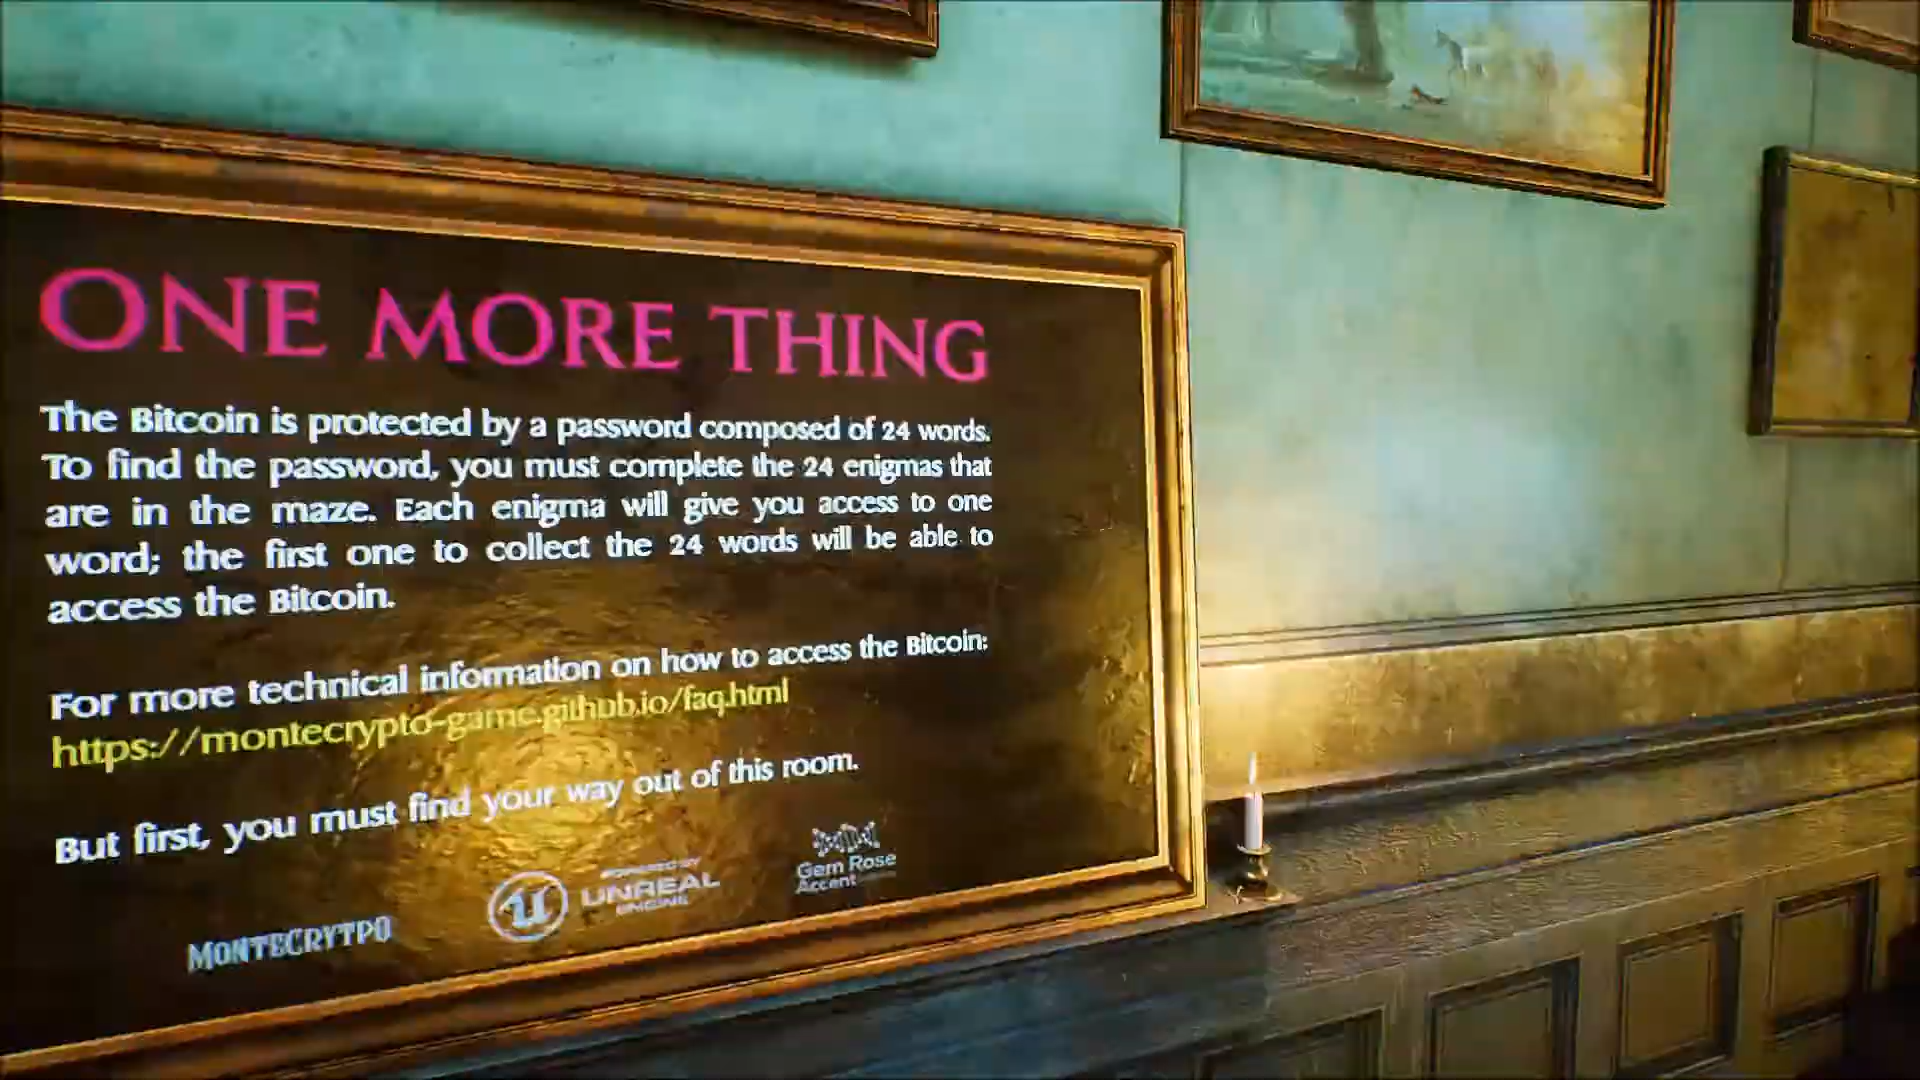 ONE MORE THING
The Bitcoin is protected by a password composed of 24 words.
To find the password, you must complete the 24 enigmas that
are in the maze. Each enigma will give you access to one
word; the first one to collect the 24 words will be able to
access the Bitcoin.
For more technical information on how to access the Bitcoin:
https://montecrypto-game.github.io/faq.html
But first, you must find your way out of this room.
MONTECRYTPO
POWERED BY
UNREAL
ENGINE
Gem Rose
Accent